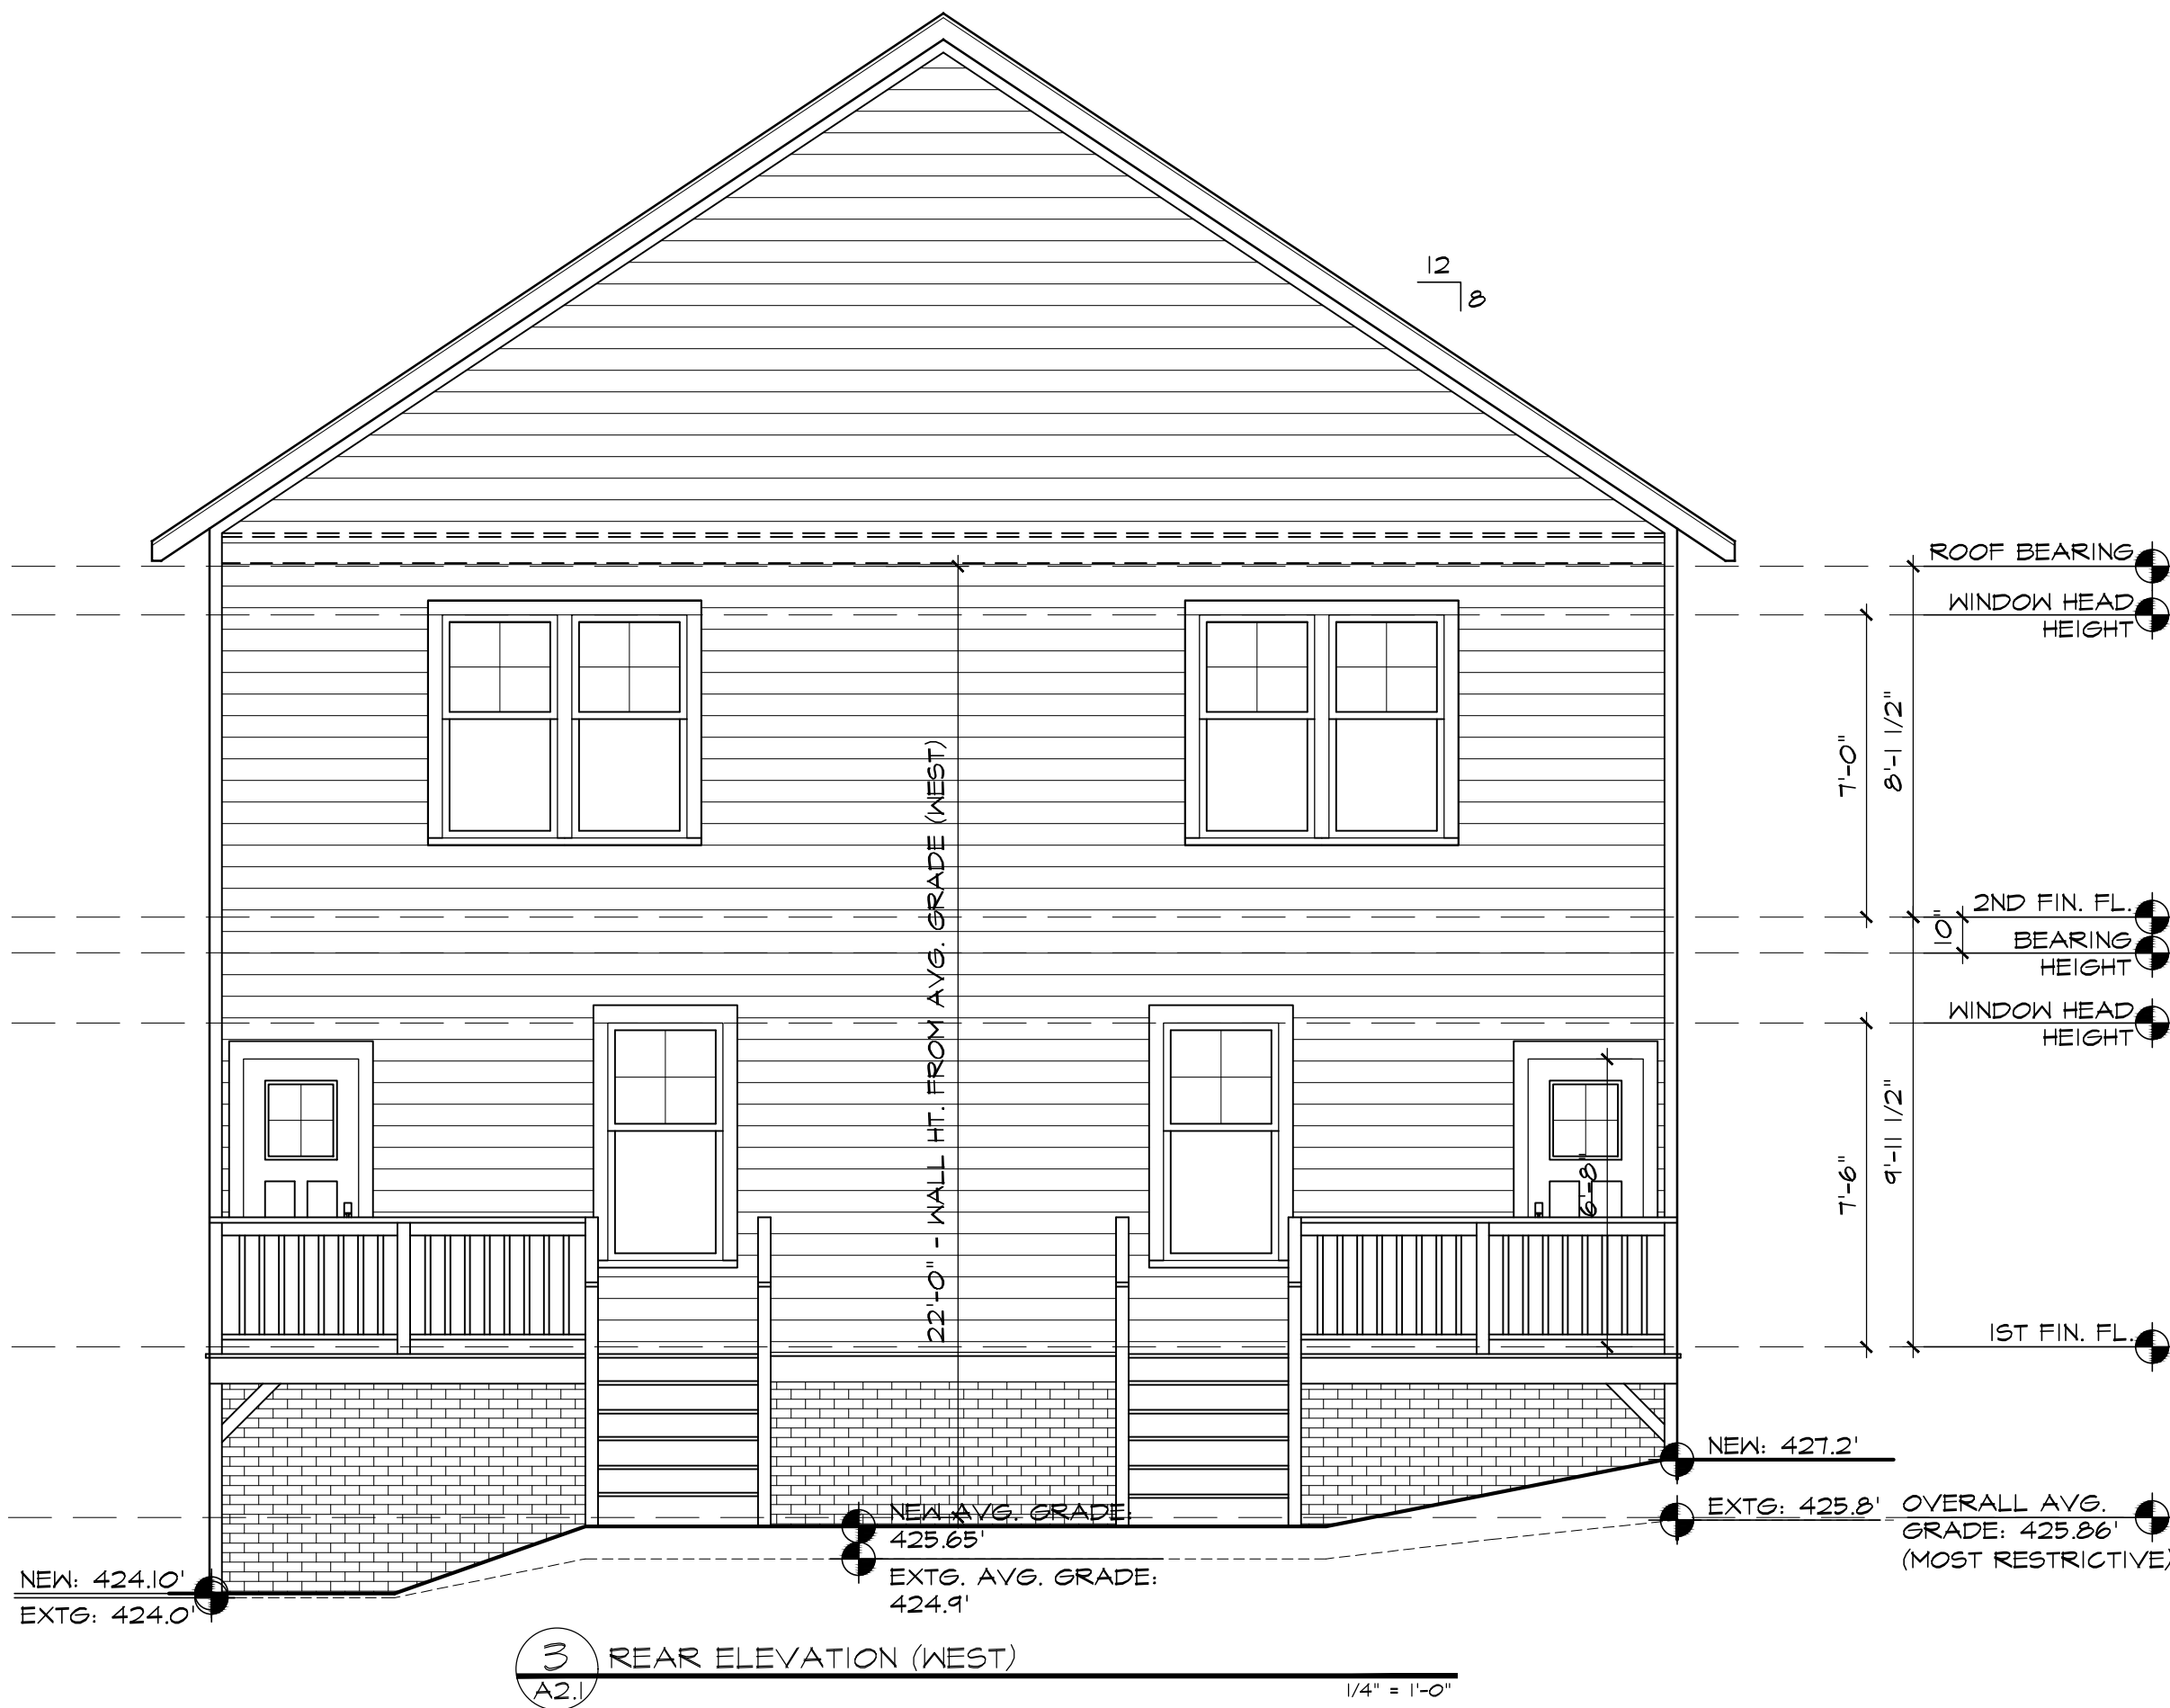 12
8
ROOF BEARING
WINDOW HEAD
HEIGHT
7'-0"
8'-1 1/2"
2ND FIN. FL.
10"
BEARING
HEIGHT
WINDOW HEAD
HEIGHT
22'-0" - WALL HT. FROM AVG. GRADE (WEST)
6'-8"
7'-6"
9'-11 1/2"
1ST FIN. FL.
NEW: 427.2'
EXTG: 425.8'
OVERALL AVG.
GRADE: 425.86'
(MOST RESTRICTIVE)
NEW AVG. GRADE:
425.65'
EXTG. AVG. GRADE:
424.9'
NEW: 424.10'
EXTG: 424.0'
3
A2.1
REAR ELEVATION (WEST)
1/4" = 1'-0"